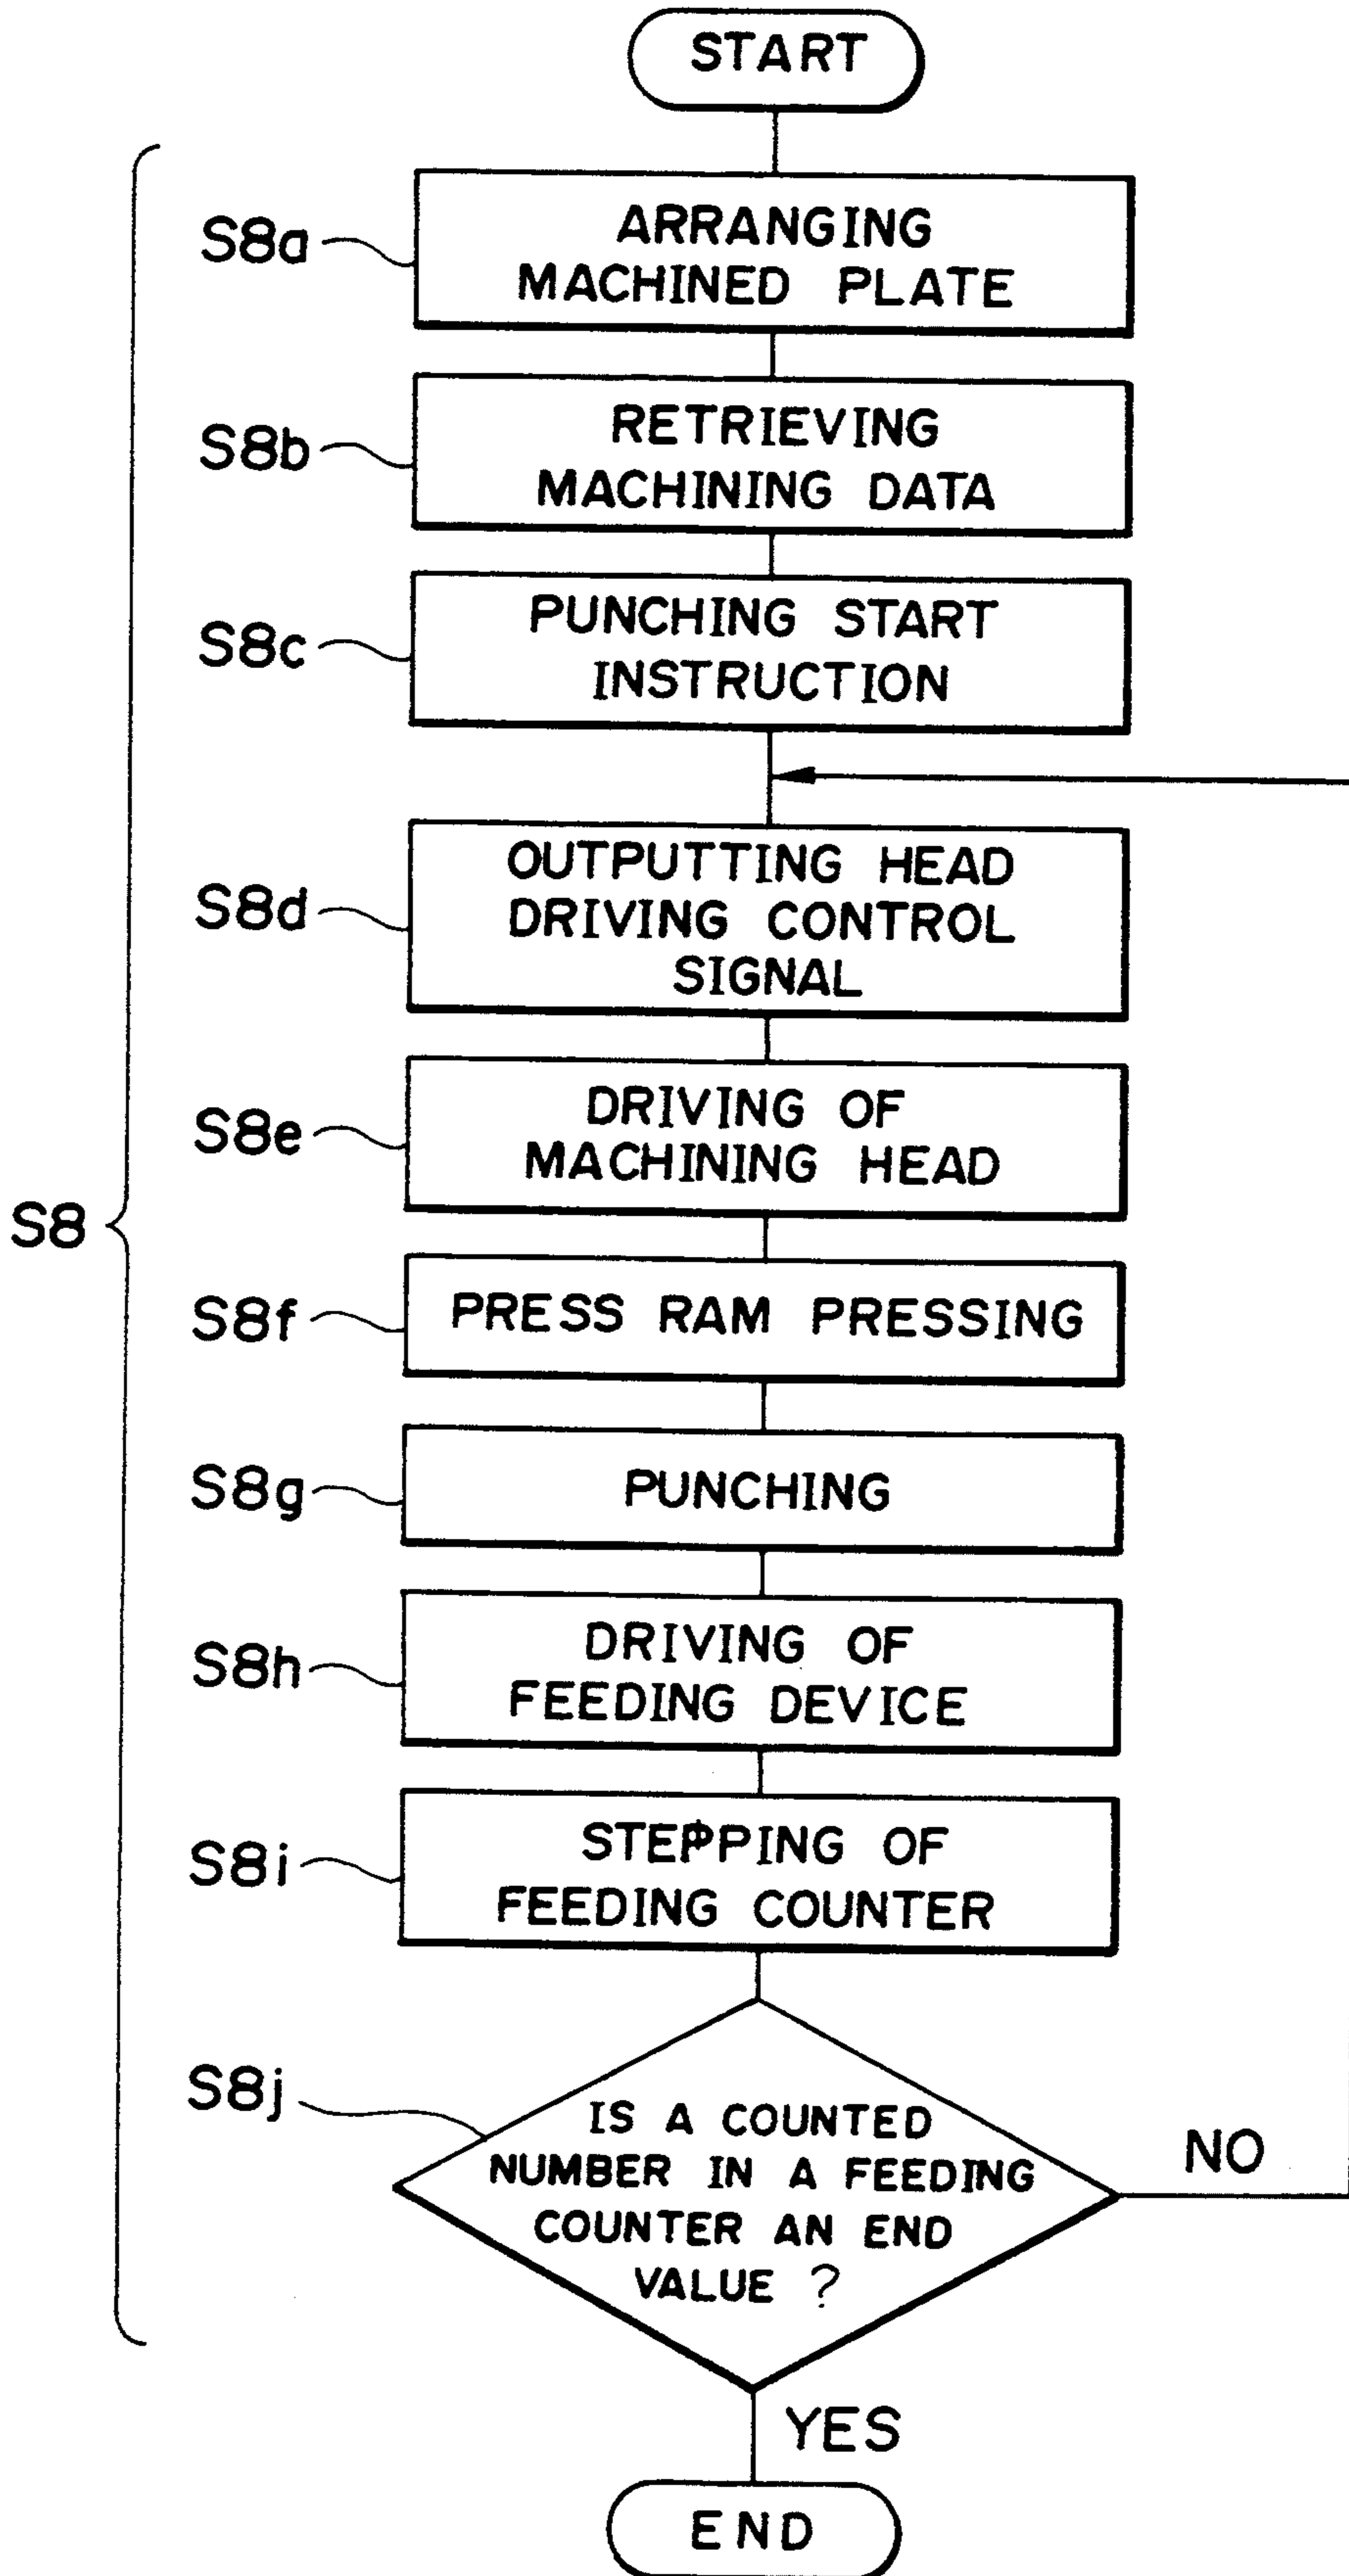 START
S8a
ARRANGING
MACHINED PLATE
S8b
RETRIEVING
MACHINING DATA
S8c
PUNCHING START
INSTRUCTION
S8d
OUTPUTTING HEAD
DRIVING CONTROL
SIGNAL
S8e
DRIVING OF
MACHINING HEAD
S8
S8f
PRESS RAM PRESSING
S8g
PUNCHING
S8h
DRIVING OF
FEEDING DEVICE
S8i
STEPPING OF
FEEDING COUNTER
S8j
IS A COUNTED
NUMBER IN A FEEDING
COUNTER AN END
VALUE ?
NO
YES
END